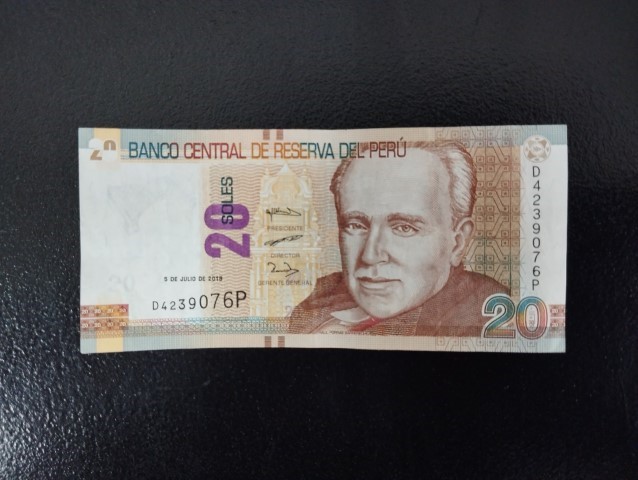 20 BANCO CENTRAL DE RESERVA DEL PERÚ
20 SOLES
PRESIDENTE
DIRECTOR
GERENTE GENERAL
5 DE JULIO DE 2019
D4239076P
D4239076P
20